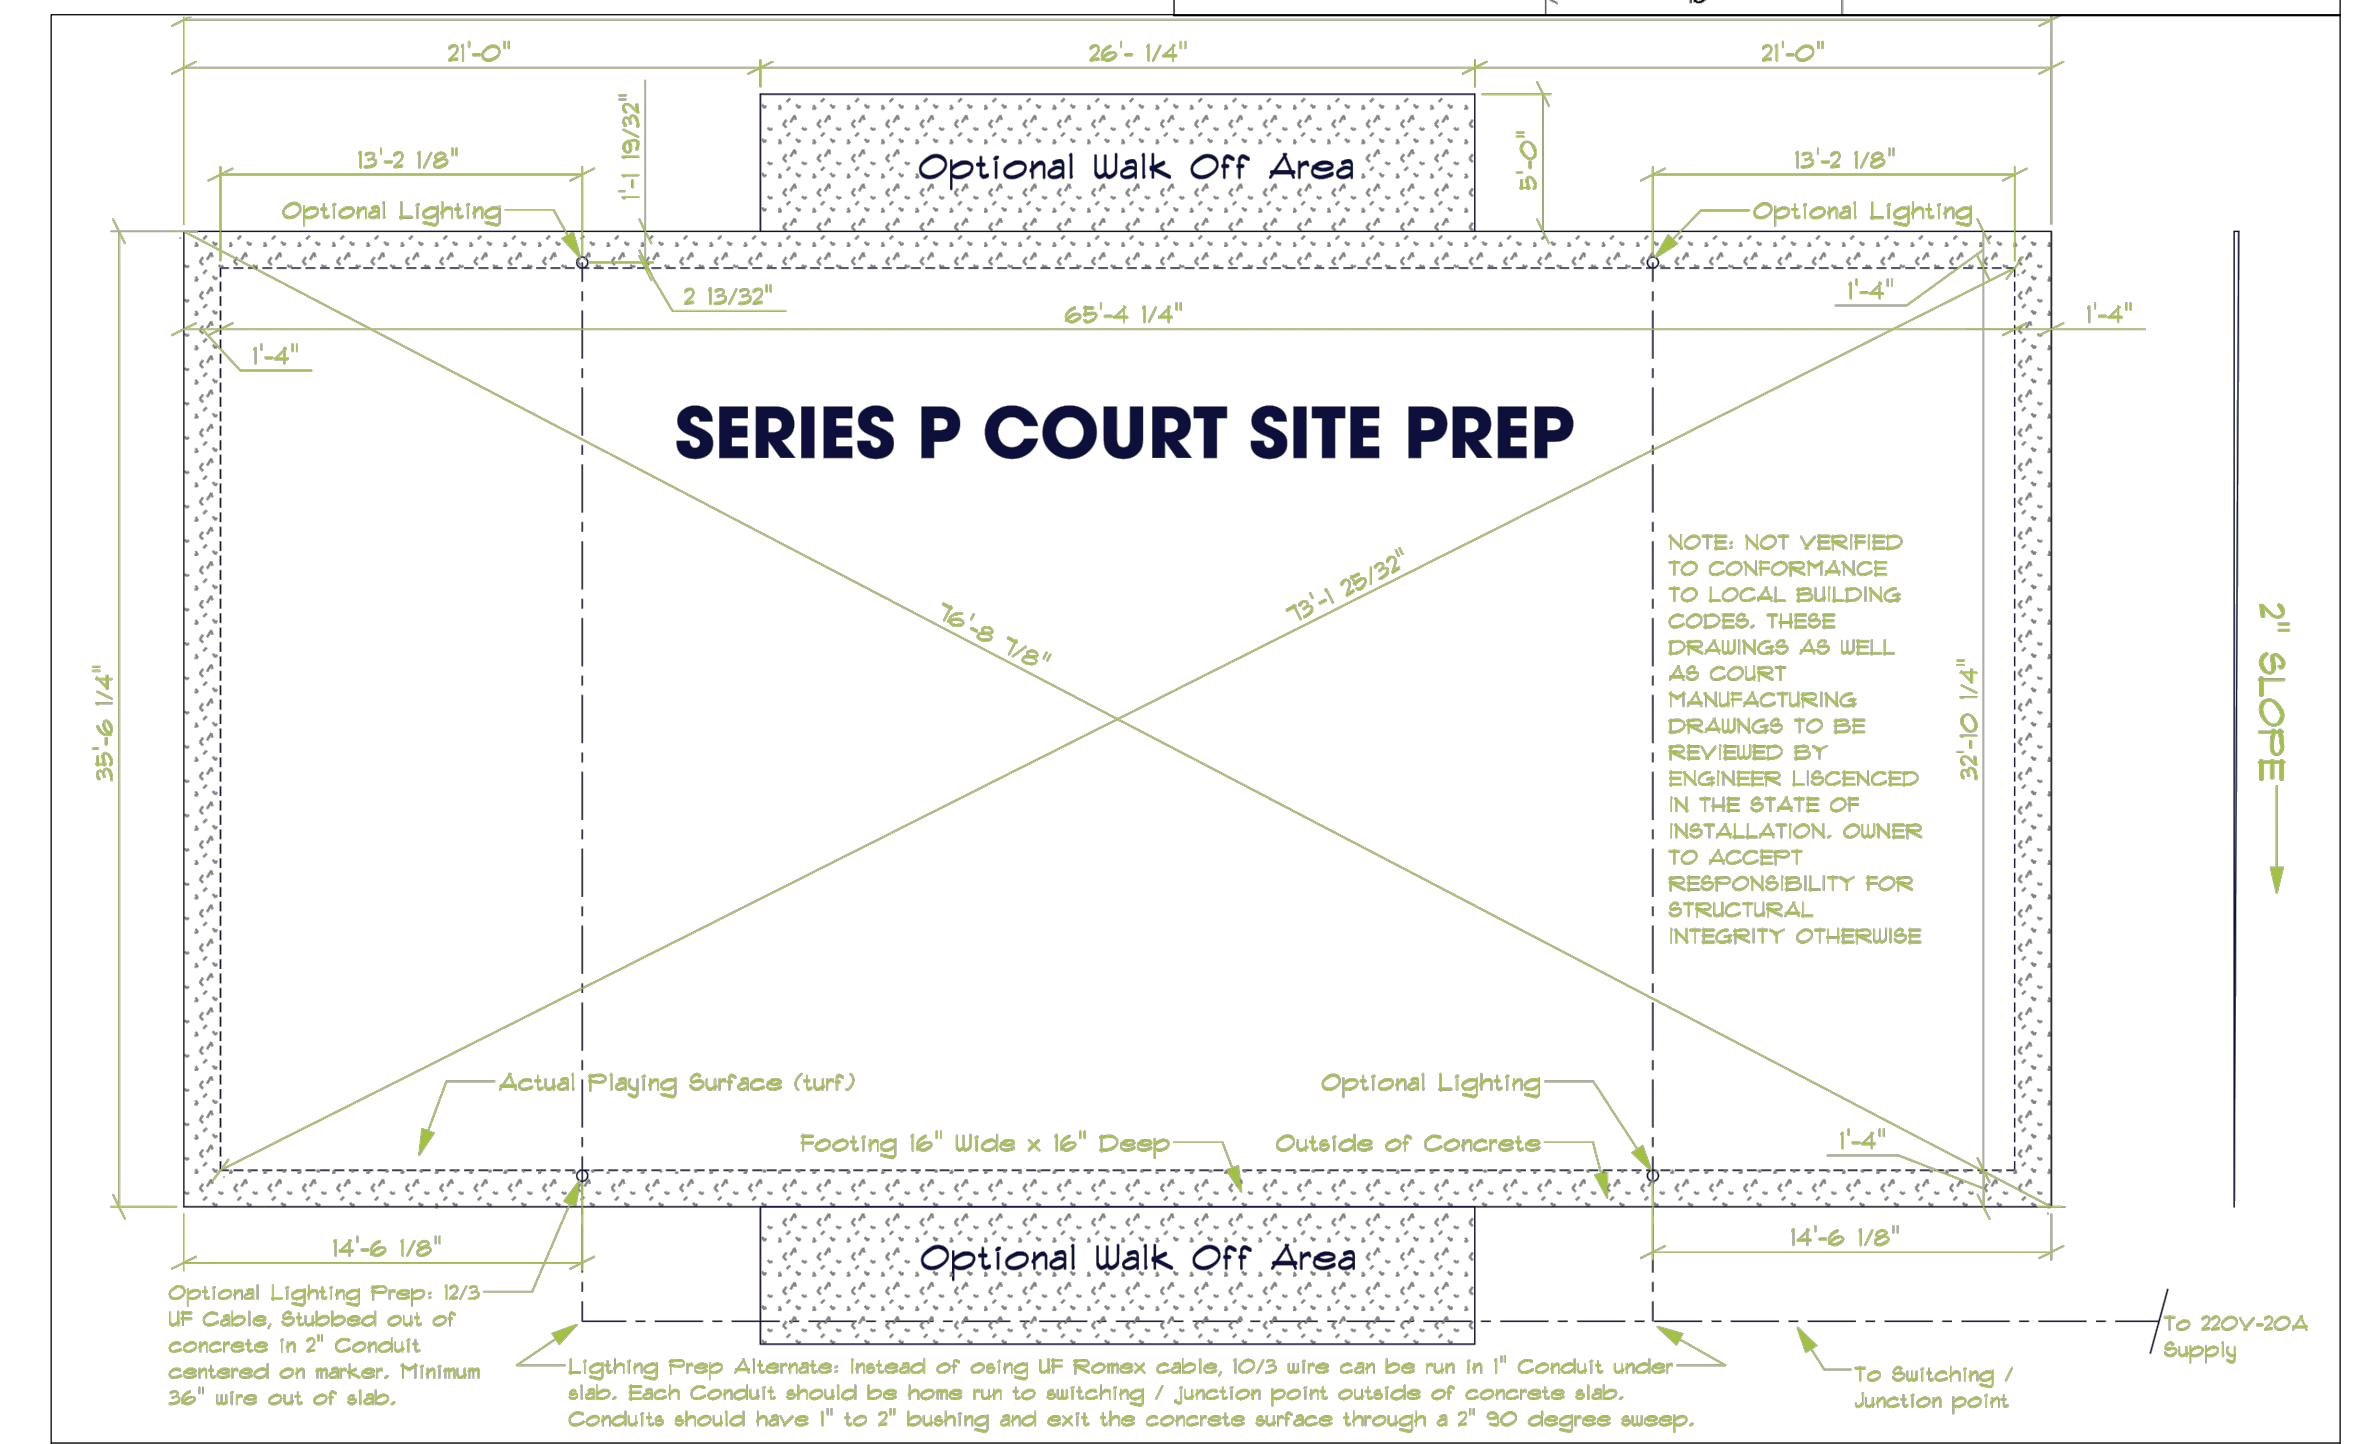 21'-0"
26'- 1/4"
21'-0"
1'-1 19/32"
5'-0"
13'-2 1/8"
Optional Walk Off Area
13'-2 1/8"
Optional Lighting
Optional Lighting
2 13/32"
1'-4"
65'-4 1/4"
1'-4"
1'-4"
SERIES P COURT SITE PREP
NOTE: NOT VERIFIED
TO CONFORMANCE
TO LOCAL BUILDING
CODES. THESE
DRAWINGS AS WELL
AS COURT
MANUFACTURING
DRAWNGS TO BE
REVIEWED BY
ENGINEER LISCENCED
IN THE STATE OF
INSTALLATION. OWNER
TO ACCEPT
RESPONSIBILITY FOR
STRUCTURAL
INTEGRITY OTHERWISE
73'-1 25/32"
76'-8 7/8"
35'-6 1/4"
32'-10 1/4"
2" SLOPE
Actual Playing Surface (turf)
Optional Lighting
Footing 16" Wide x 16" Deep
Outside of Concrete
1'-4"
14'-6 1/8"
Optional Walk Off Area
14'-6 1/8"
Optional Lighting Prep: 12/3
UF Cable, Stubbed out of
concrete in 2" Conduit
centered on marker. Minimum
36" wire out of slab.
Ligthing Prep Alternate: Instead of osing UF Romex cable, 10/3 wire can be run in 1" Conduit under
slab. Each Conduit should be home run to switching / junction point outside of concrete slab.
Conduits should have 1" to 2" bushing and exit the concrete surface through a 2" 90 degree sweep.
To 220V-20A
Supply
To Switching /
Junction point